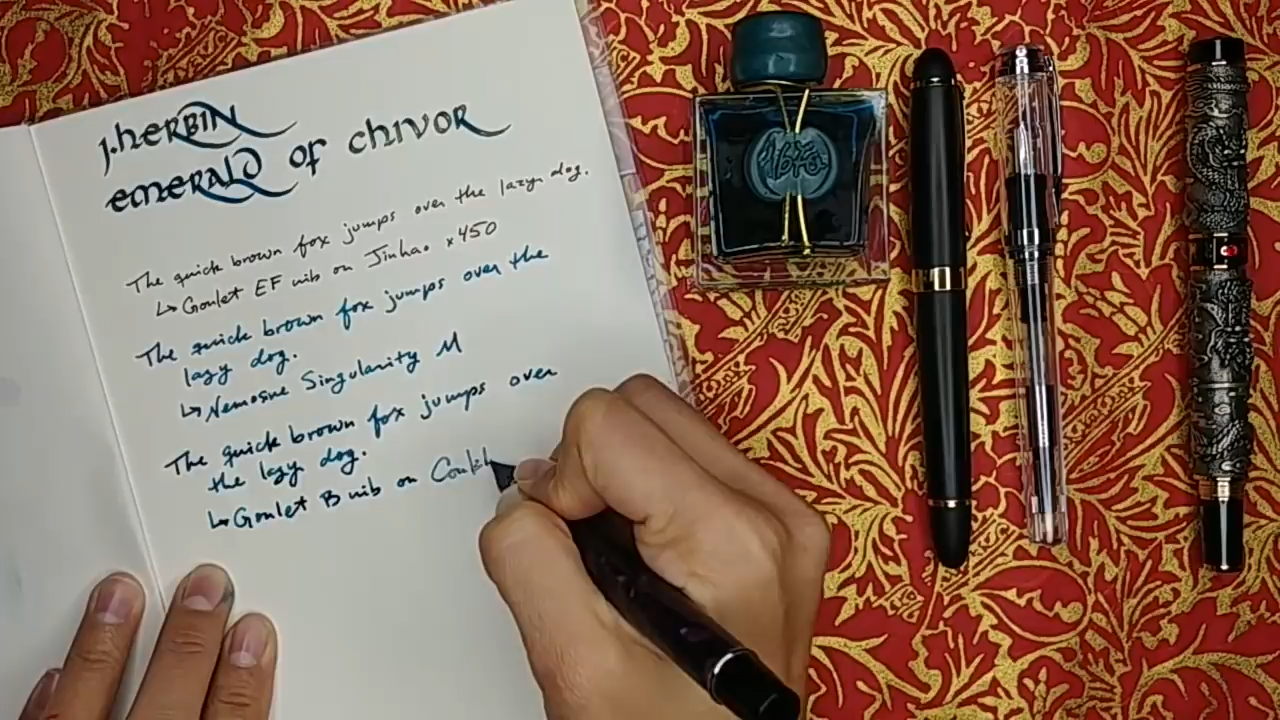 J. HERBIN
EMERALD OF CHIVOR
The quick brown fox jumps over the lazy dog.
↳ Goulet EF nib on Jinhao x450
The quick brown fox jumps over the
lazy dog.
↳ Nemosine Singularity M
The quick brown fox jumps over
the lazy dog.
↳ Goulet B nib on
1670